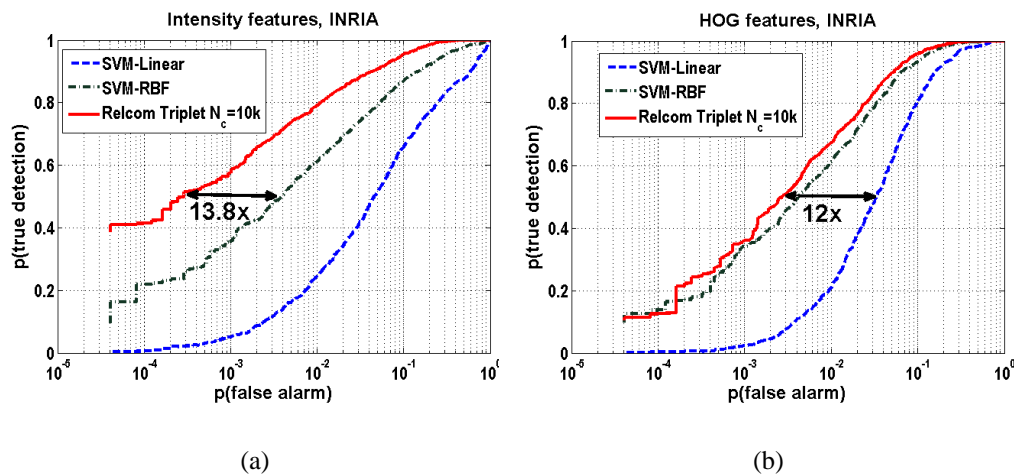 Intensity features, INRIA
p(true detection)
1
0.8
0.6
0.4
0.2
0
SVM-Linear
SVM-RBF
Relcom Triplet N_c=10k
13.8x
10^-5 10^-4 10^-3 10^-2 10^-1 10^0
p(false alarm)
(a)
HOG features, INRIA
p(true detection)
1
0.8
0.6
0.4
0.2
0
SVM-Linear
SVM-RBF
Relcom Triplet N_c=10k
12x
10^-5 10^-4 10^-3 10^-2 10^-1 10^0
p(false alarm)
(b)